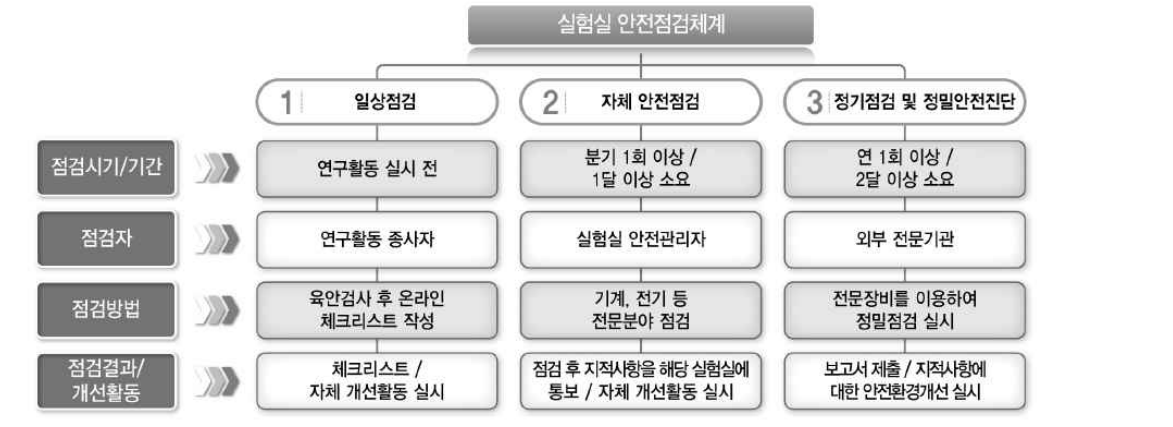 실험실 안전점검체계
1 일상점검
2 자체 안전점검
3 정기점검 및 정밀안전진단
점검시기/기간
연구활동 실시 전
분기 1회 이상 /
1달 이상 소요
연 1회 이상 /
2달 이상 소요
점검자
연구활동 종사자
실험실 안전관리자
외부 전문기관
점검방법
육안검사 후 온라인
체크리스트 작성
기계, 전기 등
전문분야 점검
전문장비를 이용하여
정밀점검 실시
점검결과/
개선활동
체크리스트 /
자체 개선활동 실시
점검 후 지적사항을 해당 실험실에
통보 / 자체 개선활동 실시
보고서 제출 / 지적사항에
대한 안전환경개선 실시